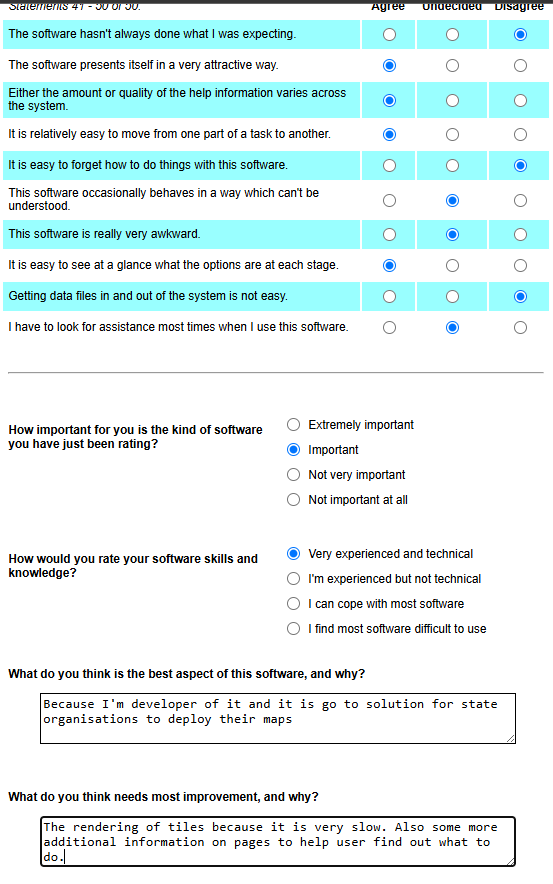 Statements 41 - 50 of 50.
Agree Undecided Disagree
The software hasn't always done what I was expecting.
The software presents itself in a very attractive way.
Either the amount or quality of the help information varies across
the system.
It is relatively easy to move from one part of a task to another.
It is easy to forget how to do things with this software.
This software occasionally behaves in a way which can't be
understood.
This software is really very awkward.
It is easy to see at a glance what the options are at each stage.
Getting data files in and out of the system is not easy.
I have to look for assistance most times when I use this software.
How important for you is the kind of software
you have just been rating?
Extremely important
Important
Not very important
Not important at all
How would you rate your software skills and
knowledge?
Very experienced and technical
I'm experienced but not technical
I can cope with most software
I find most software difficult to use
What do you think is the best aspect of this software, and why?
Because I'm developer of it and it is go to solution for state
organisations to deploy their maps
What do you think needs most improvement, and why?
The rendering of tiles because it is very slow. Also some more
additional information on pages to help user find out what to
do.